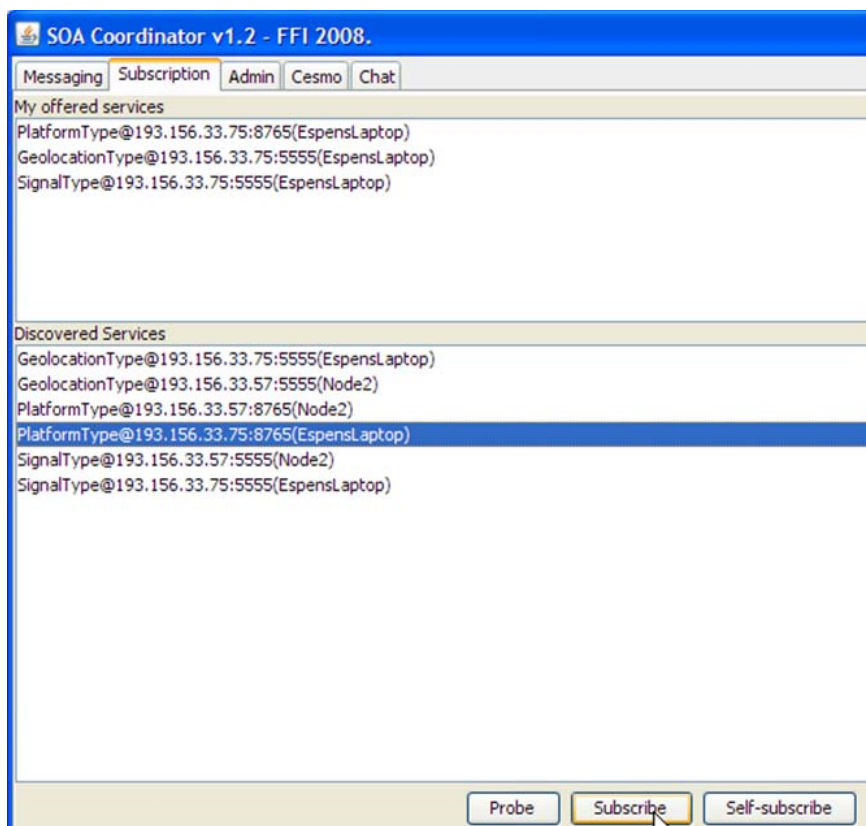 SOA Coordinator v1.2 - FFI 2008.
Messaging Subscription Admin Cesmo Chat
My offered services
PlatformType@193.156.33.75:8765(EspensLaptop)
GeolocationType@193.156.33.75:5555(EspensLaptop)
SignalType@193.156.33.75:5555(EspensLaptop)
Discovered Services
GeolocationType@193.156.33.75:5555(EspensLaptop)
GeolocationType@193.156.33.57:5555(Node2)
PlatformType@193.156.33.57:8765(Node2)
PlatformType@193.156.33.75:8765(EspensLaptop)
SignalType@193.156.33.57:5555(Node2)
SignalType@193.156.33.75:5555(EspensLaptop)
Probe Subscribe Self-subscribe